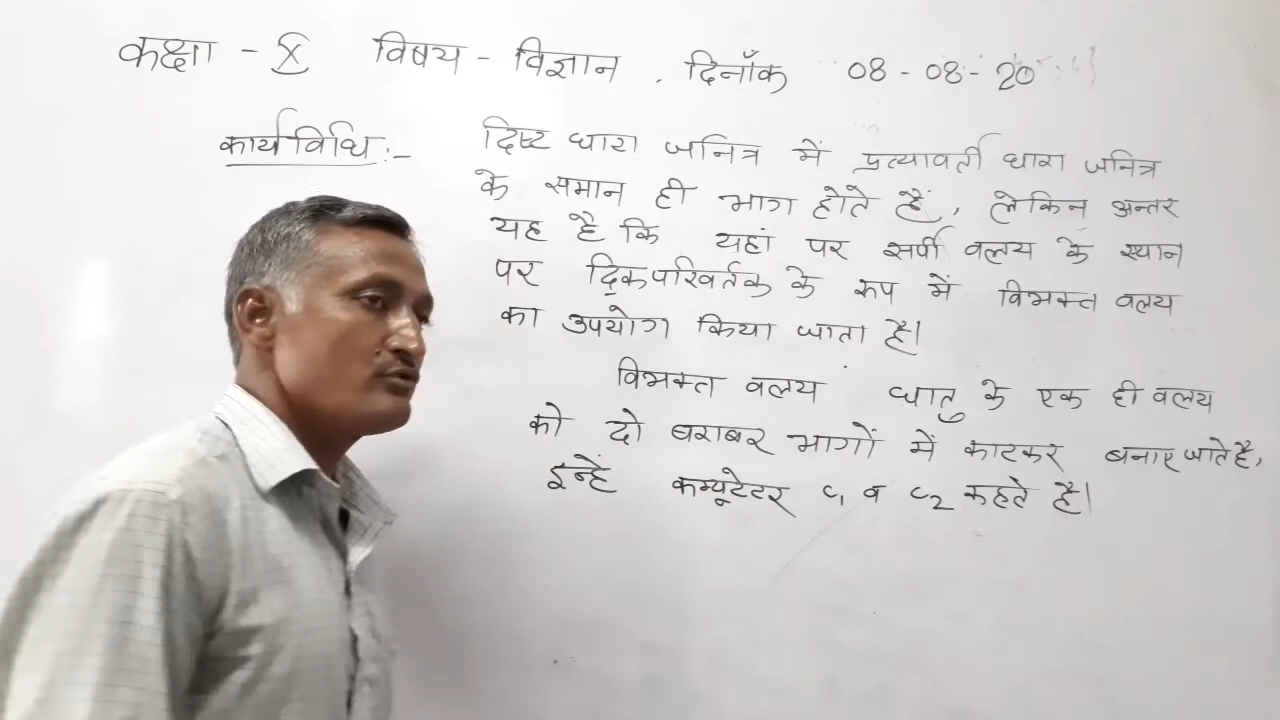 कक्षा - X विषय - विज्ञान . दिनाँक 08 - 08 - 20
कार्यविधि :- दिष्ट धारा जनित्र में प्रत्यावर्ती धारा जनित्र
के समान ही भाग होते हैं, लेकिन अन्तर
यह है कि यहां पर सर्पी वलय के स्थान
पर दिकपरिवर्तक के रूप में विभक्त वलय
का उपयोग किया जाता है।
विभक्त वलय धातु के एक ही वलय
को दो बराबर भागों में काटकर बनाए जाते है,
इन्हें कम्यूटेटर C1 व C2 कहते है।